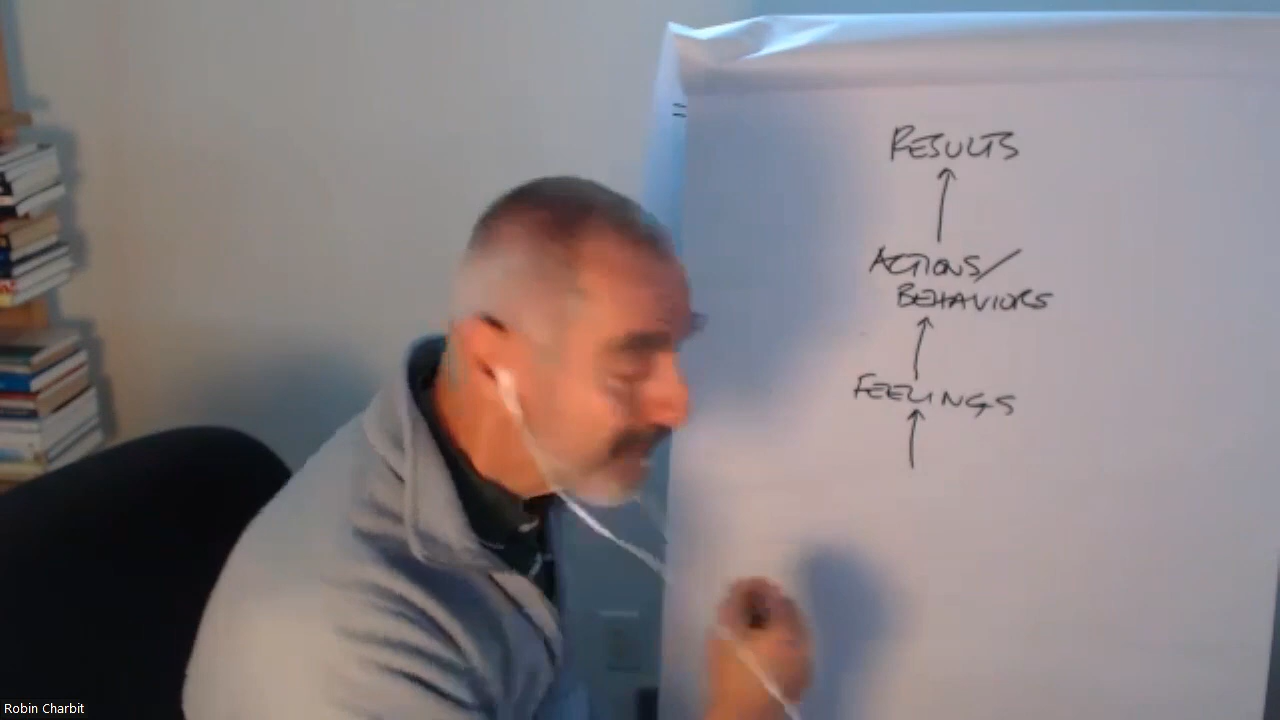 RESULTS
ACTIONS/
BEHAVIORS
FEELINGS
Robin Charbit